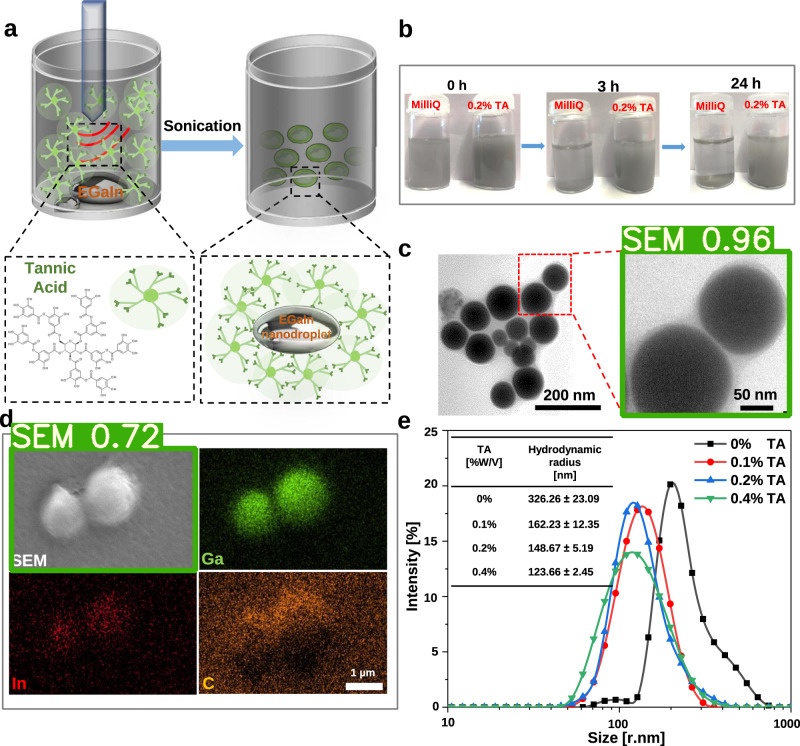 a
Sonication
EGaIn
Tannic
Acid
EGaIn
nanodroplet
b
0 h
3 h
24 h
MilliQ
0.2% TA
MilliQ
0.2% TA
MilliQ
0.2% TA
c
200 nm
SEM 0.96
50 nm
d
SEM 0.72
SEM
Ga
In
C
1 µm
e
Intensity [%]
25
20
15
10
5
0
TA
[%W/V]
Hydrodynamic
radius
[nm]
0% 326.26 ± 23.09
0.1% 162.23 ± 12.35
0.2% 148.67 ± 5.19
0.4% 123.66 ± 2.45
0% TA
0.1% TA
0.2% TA
0.4% TA
10 100 1000
Size [r.nm]